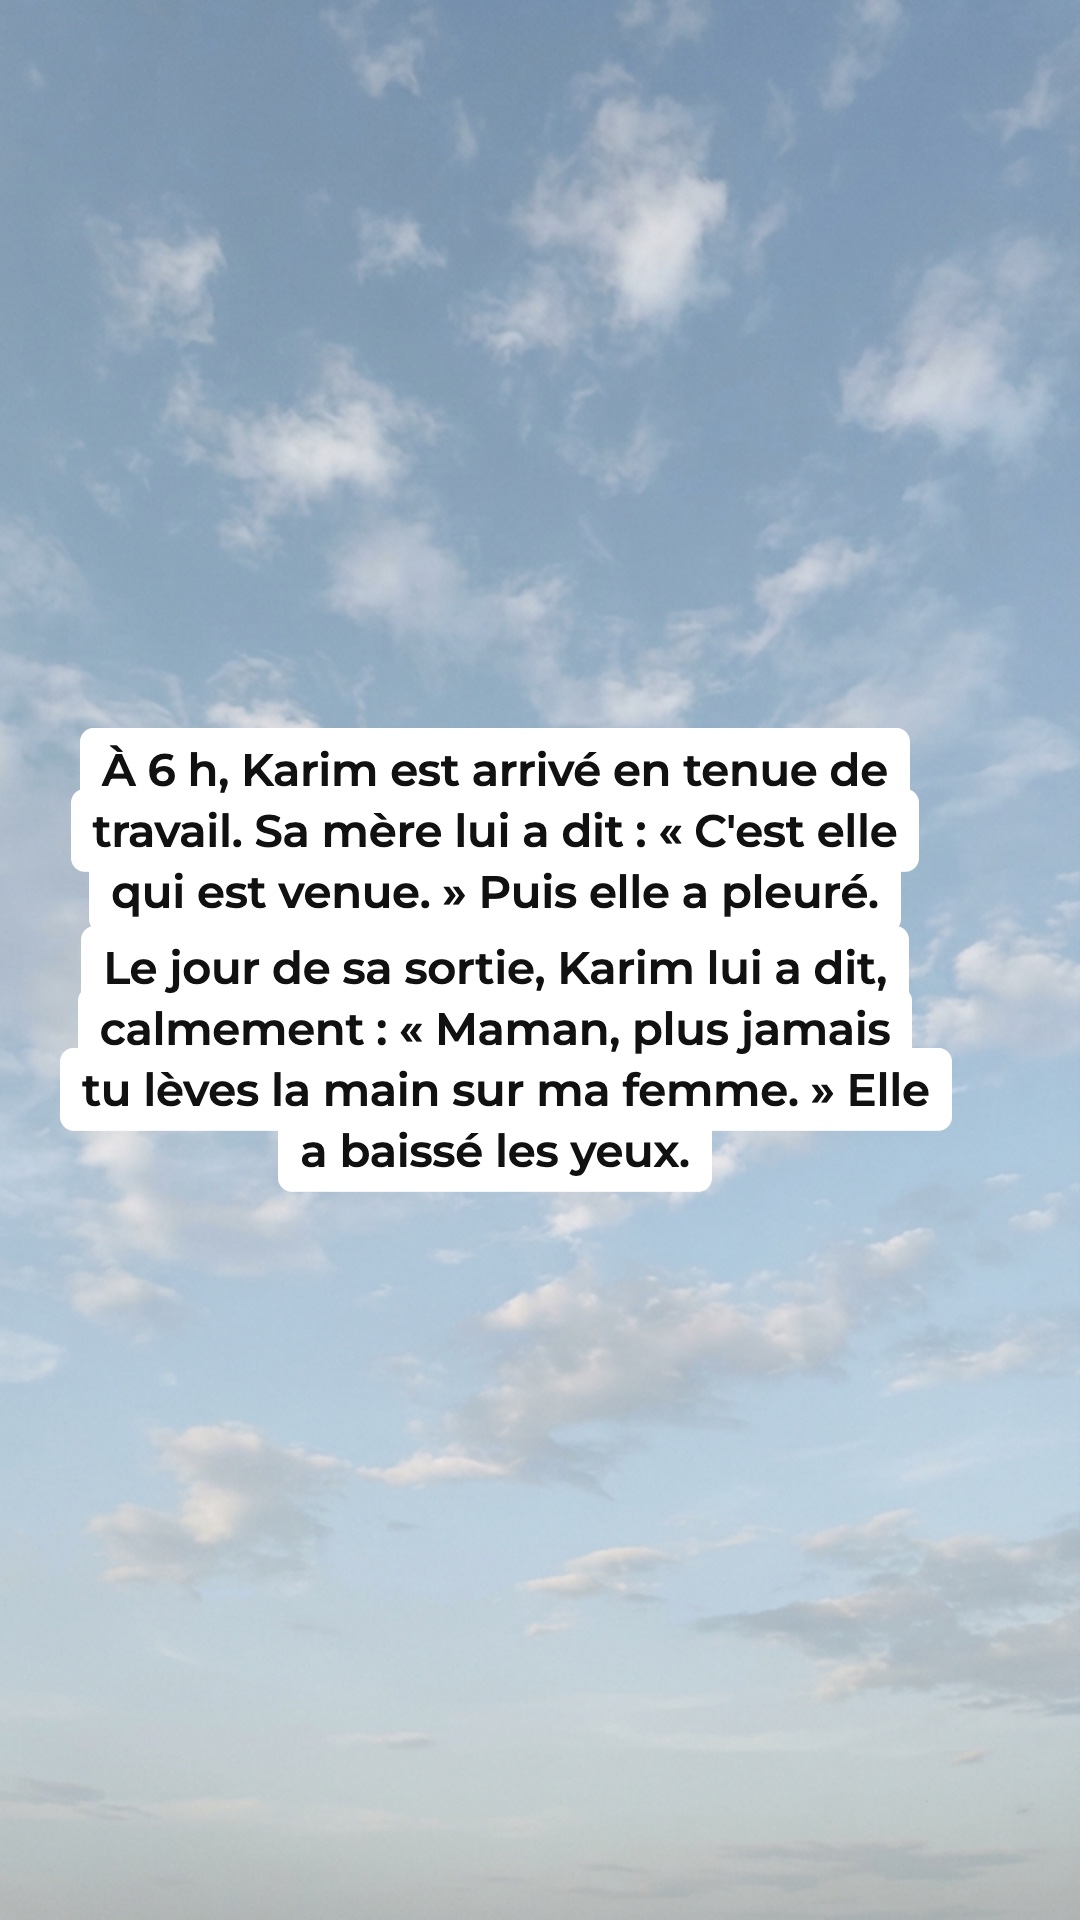 À 6 h, Karim est arrivé en tenue de
travail. Sa mère lui a dit : « C'est elle
qui est venue. » Puis elle a pleuré.
Le jour de sa sortie, Karim lui a dit,
calmement : « Maman, plus jamais
tu lèves la main sur ma femme. » Elle
a baissé les yeux.